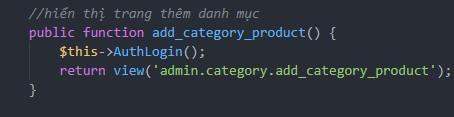 //hiển thị trang thêm danh mục
public function add_category_product() {
    $this->AuthLogin();
    return view('admin.category.add_category_product');
}